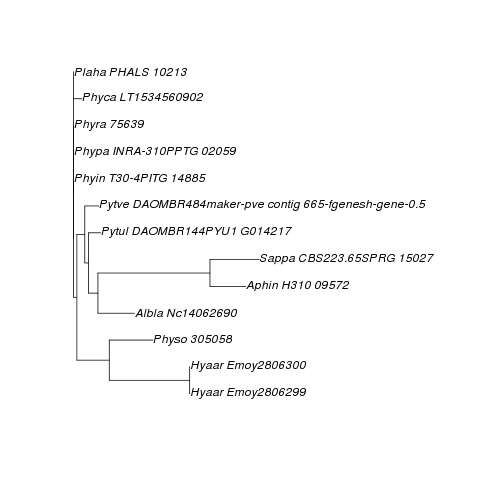 Plaha PHALS 10213
Phyca LT1534560902
Phyra 75639
Phypa INRA-310PPTG 02059
Phyin T30-4PITG 14885
Pytve DAOMBR484maker-pve contig 665-fgenesh-gene-0.5
Pytul DAOMBR144PYU1 G014217
Sappa CBS223.65SPRG 15027
Aphin H310 09572
Albla Nc14062690
Physo 305058
Hyaar Emoy2806300
Hyaar Emoy2806299